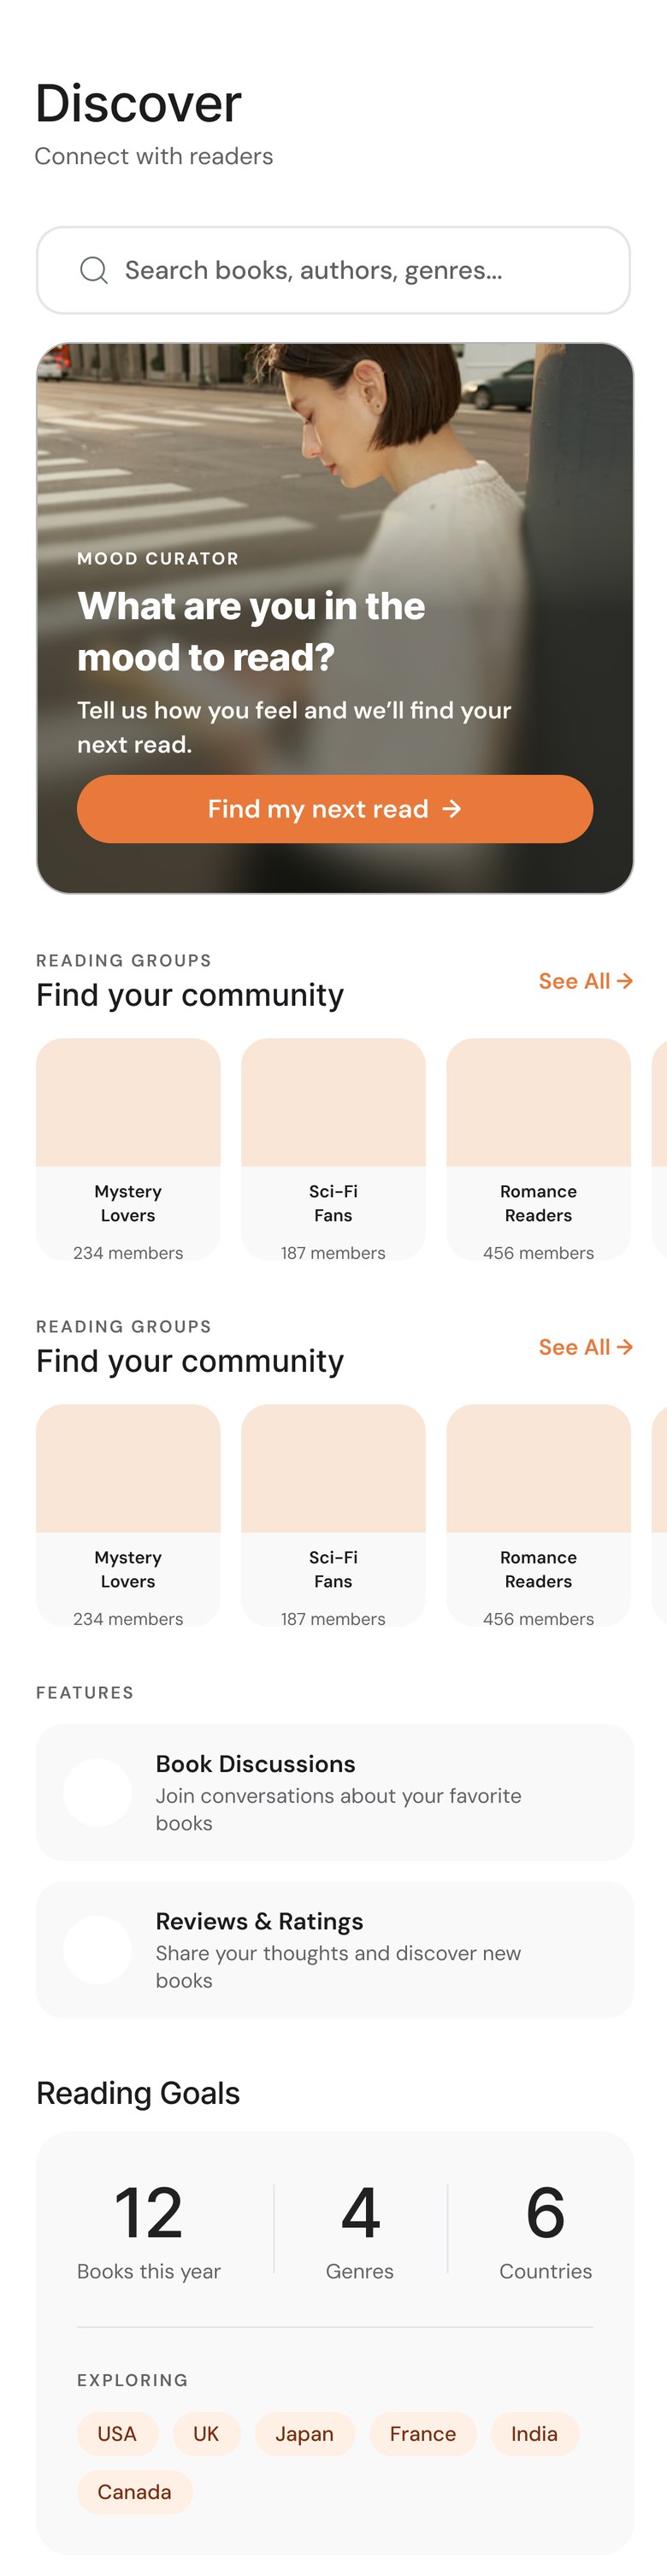 Discover
Connect with readers
Search books, authors, genres...
MOOD CURATOR
What are you in the
mood to read?
Tell us how you feel and we’ll find your
next read.
Find my next read →
READING GROUPS
Find your community
See All →
Mystery
Lovers
234 members
Sci-Fi
Fans
187 members
Romance
Readers
456 members
READING GROUPS
Find your community
See All →
Mystery
Lovers
234 members
Sci-Fi
Fans
187 members
Romance
Readers
456 members
FEATURES
Book Discussions
Join conversations about your favorite
books
Reviews & Ratings
Share your thoughts and discover new
books
Reading Goals
12
Books this year
4
Genres
6
Countries
EXPLORING
USA
UK
Japan
France
India
Canada